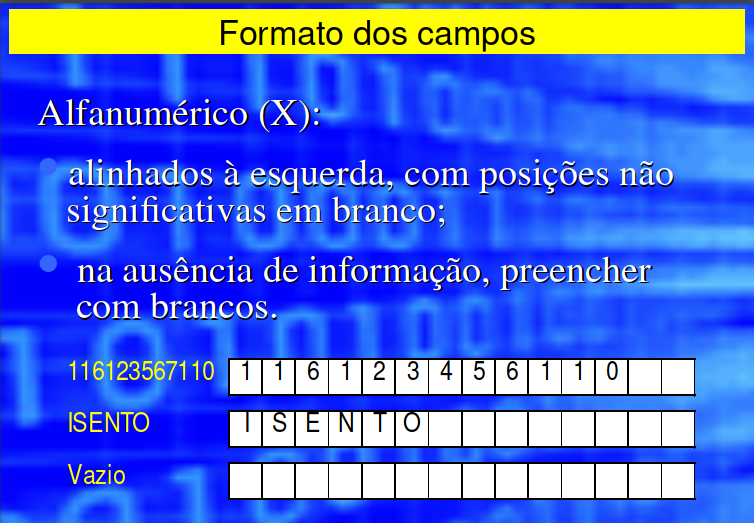 Formato dos campos
Alfanumérico (X):
alinhados à esquerda, com posições não
significativas em branco;
na ausência de informação, preencher
com brancos.
116123567110 1 1 6 1 2 3 4 5 6 1 1 0
ISENTO I S E N T O
Vazio